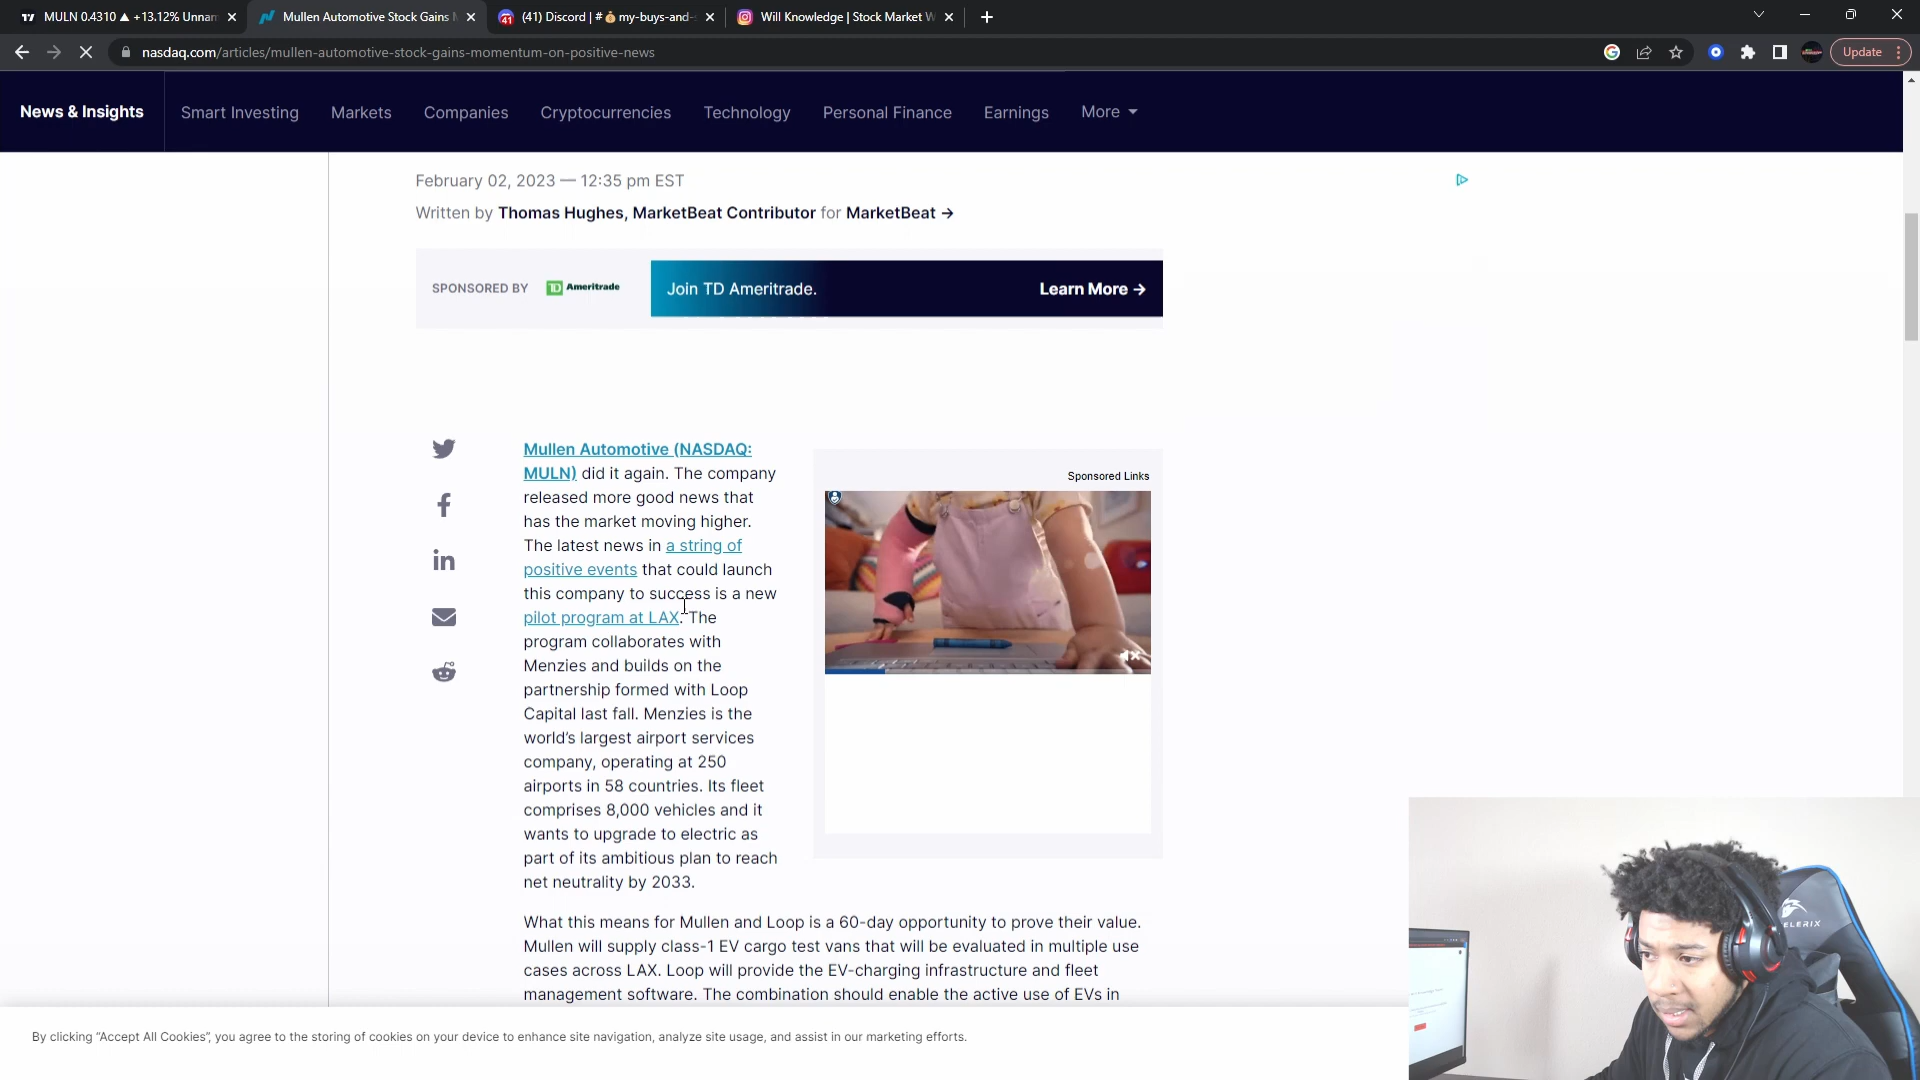 MULN 0.4310 ▲ +13.12% Unnar
Mullen Automotive Stock Gains
(41) Discord | # 💰 my-buys-and-
Will Knowledge | Stock Market W
nasdaq.com/articles/mullen-automotive-stock-gains-momentum-on-positive-news
Update
News & Insights
Smart Investing
Markets
Companies
Cryptocurrencies
Technology
Personal Finance
Earnings
More
February 02, 2023 — 12:35 pm EST
Written by Thomas Hughes, MarketBeat Contributor for MarketBeat →
SPONSORED BY
TD Ameritrade
Join TD Ameritrade.
Learn More →
Mullen Automotive (NASDAQ:
MULN) did it again. The company
released more good news that
has the market moving higher.
The latest news in a string of
positive events that could launch
this company to success is a new
pilot program at LAX. The
program collaborates with
Menzies and builds on the
partnership formed with Loop
Capital last fall. Menzies is the
world's largest airport services
company, operating at 250
airports in 58 countries. Its fleet
comprises 8,000 vehicles and it
wants to upgrade to electric as
part of its ambitious plan to reach
net neutrality by 2033.
Sponsored Links
What this means for Mullen and Loop is a 60-day opportunity to prove their value.
Mullen will supply class-1 EV cargo test vans that will be evaluated in multiple use
cases across LAX. Loop will provide the EV-charging infrastructure and fleet
management software. The combination should enable the active use of EVs in
By clicking "Accept All Cookies", you agree to the storing of cookies on your device to enhance site navigation, analyze site usage, and assist in our marketing efforts.